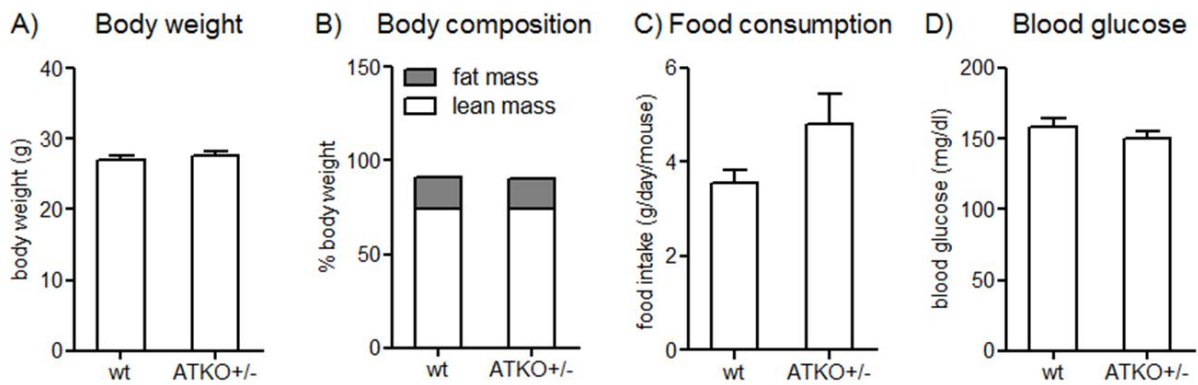 A) Body weight
body weight (g)
40
30
20
10
0
wt
ATKO+/-
B) Body composition
% body weight
150
100
50
0
fat mass
lean mass
wt
ATKO+/-
C) Food consumption
food intake (g/day/mouse)
6
4
2
0
wt
ATKO+/-
D) Blood glucose
blood glucose (mg/dl)
200
150
100
50
0
wt
ATKO+/-